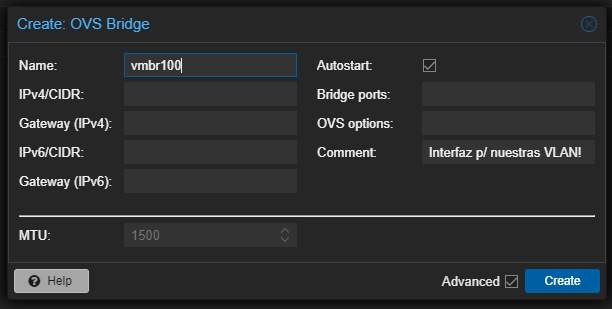 Create: OVS Bridge
Name: vmbr100 Autostart:
IPv4/CIDR: Bridge ports:
Gateway (IPv4): OVS options:
IPv6/CIDR: Comment: Interfaz p/ nuestras VLAN!
Gateway (IPv6):
MTU: 1500
? Help Advanced Create